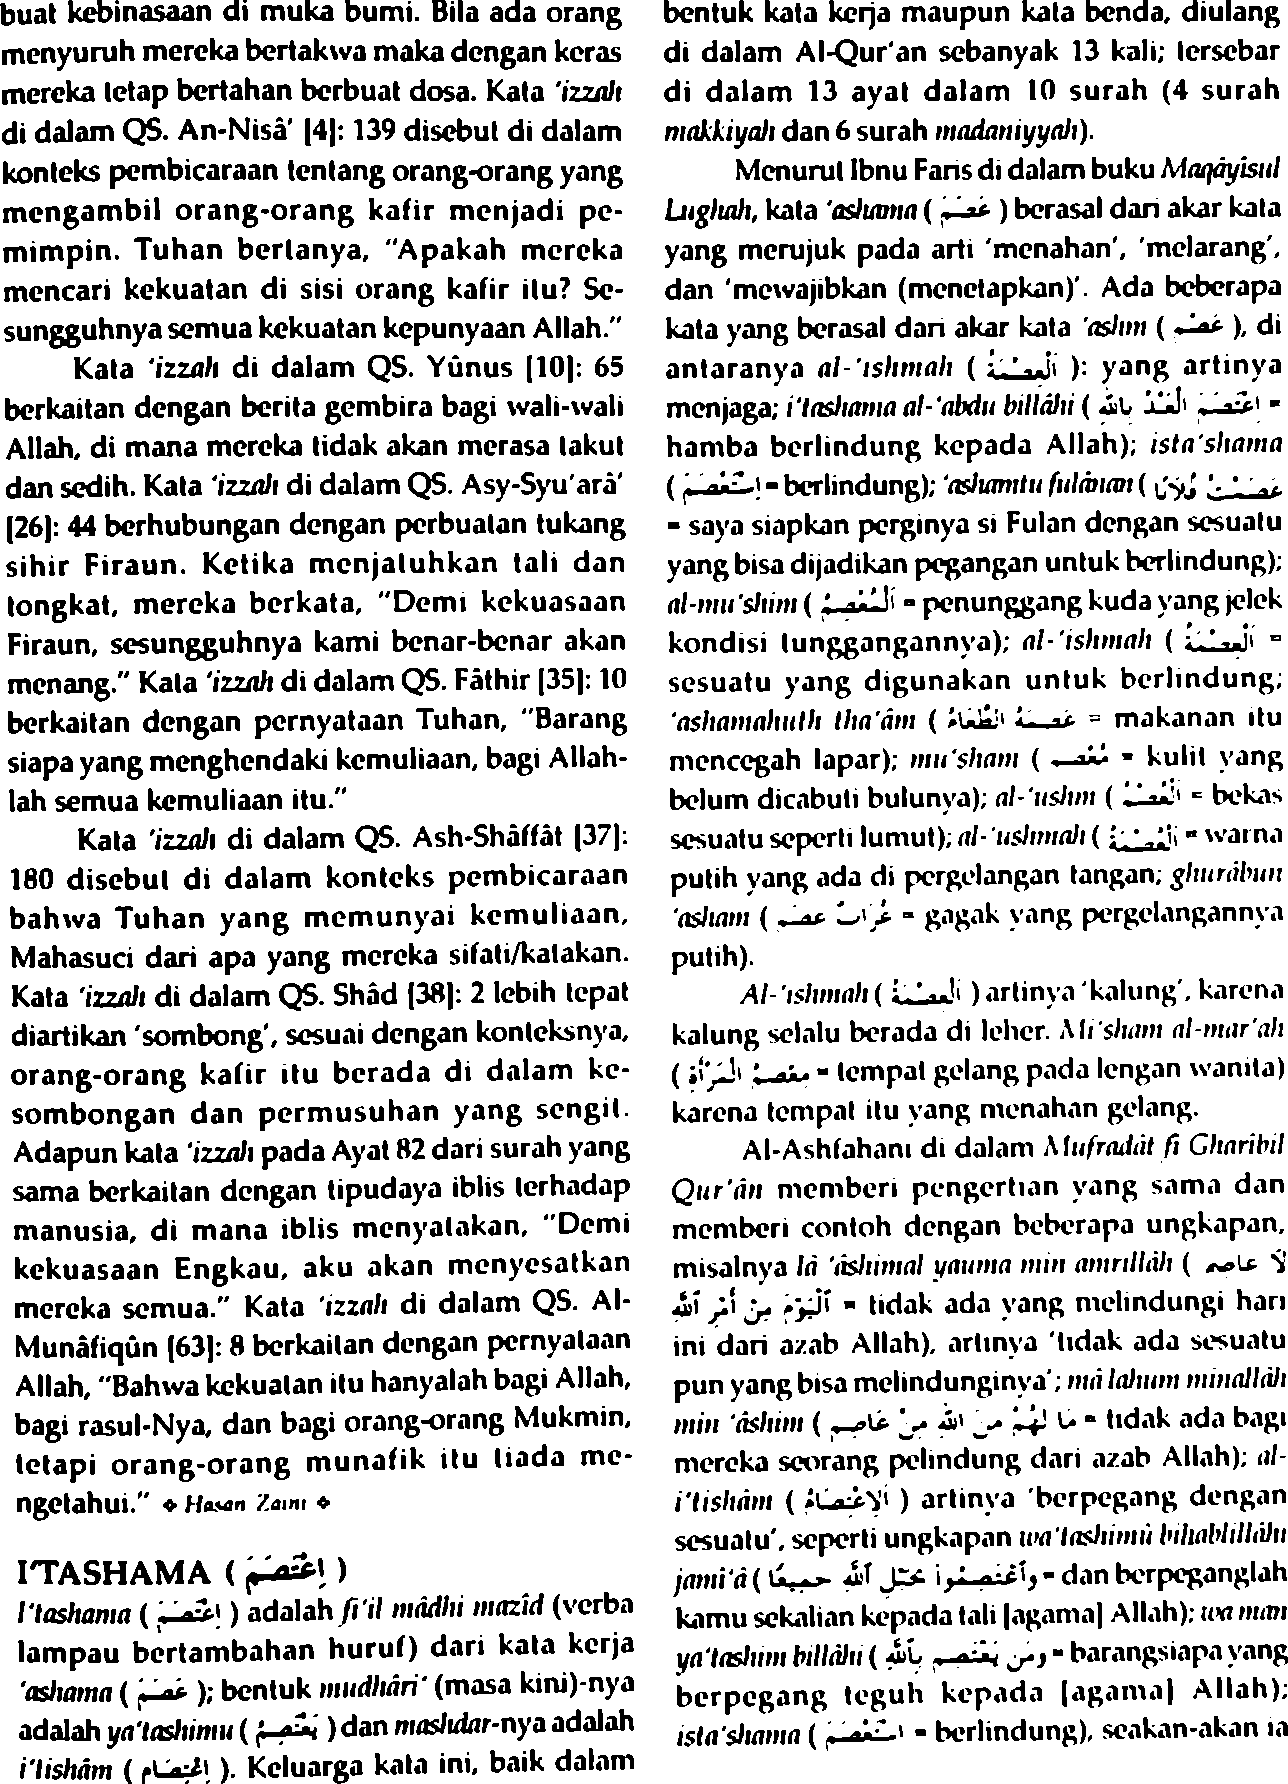 buat kebinasaan di muka bumi. Bila ada orang
menyuruh mereka bertakwa maka dengan keras
mereka tetap bertahan berbuat dosa. Kata 'izzah
di dalam QS. An-Nisâ' [4]: 139 disebut di dalam
konteks pembicaraan tentang orang-orang yang
mengambil orang-orang kafir menjadi pe-
mimpin. Tuhan bertanya, "Apakah mereka
mencari kekuatan di sisi orang kafir itu? Se-
sungguhnya semua kekuatan kepunyaan Allah."
Kata 'izzah di dalam QS. Yûnus [10]: 65
berkaitan dengan berita gembira bagi wali-wali
Allah, di mana mereka tidak akan merasa takut
dan sedih. Kata 'izzah di dalam QS. Asy-Syu'arâ'
[26]: 44 berhubungan dengan perbuatan tukang
sihir Firaun. Ketika menjatuhkan tali dan
tongkat, mereka berkata, "Demi kekuasaan
Firaun, sesungguhnya kami benar-benar akan
menang." Kata 'izzah di dalam QS. Fâthir [35]: 10
berkaitan dengan pernyataan Tuhan, "Barang
siapa yang menghendaki kemuliaan, bagi Allah-
lah semua kemuliaan itu."
Kata 'izzah di dalam QS. Ash-Shâffât [37]:
180 disebut di dalam konteks pembicaraan
bahwa Tuhan yang memunyai kemuliaan,
Mahasuci dari apa yang mereka sifati/katakan.
Kata 'izzah di dalam QS. Shâd [38]: 2 lebih tepat
diartikan 'sombong', sesuai dengan konteksnya,
orang-orang kafir itu berada di dalam ke-
sombongan dan permusuhan yang sengit.
Adapun kata 'izzah pada Ayat 82 dari surah yang
sama berkaitan dengan tipudaya iblis terhadap
manusia, di mana iblis menyatakan, "Demi
kekuasaan Engkau, aku akan menyesatkan
mereka semua." Kata 'izzah di dalam QS. Al-
Munâfiqûn [63]: 8 berkaitan dengan pernyataan
Allah, "Bahwa kekuatan itu hanyalah bagi Allah,
bagi rasul-Nya, dan bagi orang-orang Mukmin,
tetapi orang-orang munafik itu tiada me-
ngetahui." ❖ Hasan Zaini ❖
I'TASHAMA ( إِعْتَصَمَ )
I'tashama ( إِعْتَصَمَ ) adalah fi'il mâdhi mazîd (verba
lampau bertambahan huruf) dari kata kerja
'ashama ( عَصَمَ ); bentuk mudhâri' (masa kini)-nya
adalah ya'tashimu ( يَعْتَصِمُ ) dan mashdar-nya adalah
i'tishâm ( إِعْتِصَام ). Keluarga kata ini, baik dalam
bentuk kata kerja maupun kata benda, diulang
di dalam Al-Qur'an sebanyak 13 kali; tersebar
di dalam 13 ayat dalam 10 surah (4 surah
makkiyah dan 6 surah madaniyyah).
Menurut Ibnu Faris di dalam buku Maqâyisul
Lughah, kata 'ashama ( عَصَمَ ) berasal dari akar kata
yang merujuk pada arti 'menahan', 'melarang',
dan 'mewajibkan (menetapkan)'. Ada beberapa
kata yang berasal dari akar kata 'ashm ( عَصْم ), di
antaranya al-'ishmah ( اَلْعِصْمَةُ ): yang artinya
menjaga; i'tashama al-'abdu billâhi ( اِعْتَصَمَ الْعَبْدُ بِاللهِ =
hamba berlindung kepada Allah); ista'shama
( إِسْتَعْصَمَ = berlindung); 'ashamtu fulânan ( عَصَمْتُ فُلَانًا
= saya siapkan perginya si Fulan dengan sesuatu
yang bisa dijadikan pegangan untuk berlindung);
al-mu'shim ( اَلْمُعْصِمُ = penunggang kuda yang jelek
kondisi tunggangannya); al-'ishmah ( اَلْعِصْمَةُ =
sesuatu yang digunakan untuk berlindung;
'ashamahuth tha'âm ( عَصَمَهُ الطَّعَامُ = makanan itu
mencegah lapar); mu'sham ( مُعْصَم = kulit yang
belum dicabuti bulunya); al-'ushm ( اَلْعُصْمُ = bekas
sesuatu seperti lumut); al-'ushmah ( اَلْعُصْمَةُ = warna
putih yang ada di pergelangan tangan; ghurâbun
'asham ( غُرَابٌ عصم = gagak yang pergelangannya
putih).
Al-'ishmah ( اَلْعِصْمَةُ ) artinya 'kalung', karena
kalung selalu berada di leher. Mi'sham al-mar'ah
( مِعْصَمُ الْمَرْأَةِ = tempat gelang pada lengan wanita)
karena tempat itu yang menahan gelang.
Al-Ashfahani di dalam Mufradât fi Gharibil
Qur'ân memberi pengertian yang sama dan
memberi contoh dengan beberapa ungkapan,
misalnya lâ 'âshimal yauma min amrillâh ( لَا عَاصِمَ
اَلْيَوْمَ مِنْ أَمْرِ اللهِ = tidak ada yang melindungi hari
ini dari azab Allah), artinya 'tidak ada sesuatu
pun yang bisa melindunginya'; mâ lahum minallâh
min 'âshim ( مَا لَهُمْ مِنَ اللهِ مِنْ عَاصِمٍ = tidak ada bagi
mereka seorang pelindung dari azab Allah); al-
i'tishâm ( اَلْاِعْتِصَامُ ) artinya 'berpegang dengan
sesuatu', seperti ungkapan wa'tashimû bihablillâhi
jamî'â ( وَاعْتَصِمُوا بِحَبْلِ اللهِ جَمِيعًا = dan berpeganglah
kamu sekalian kepada tali [agama] Allah); wa man
ya'tashim billâhi ( وَمَن يَعْتَصِم بِاللهِ = barangsiapa yang
berpegang teguh kepada [agama] Allah);
ista'shama ( اسْتَعْصَمَ = berlindung), seakan-akan ia